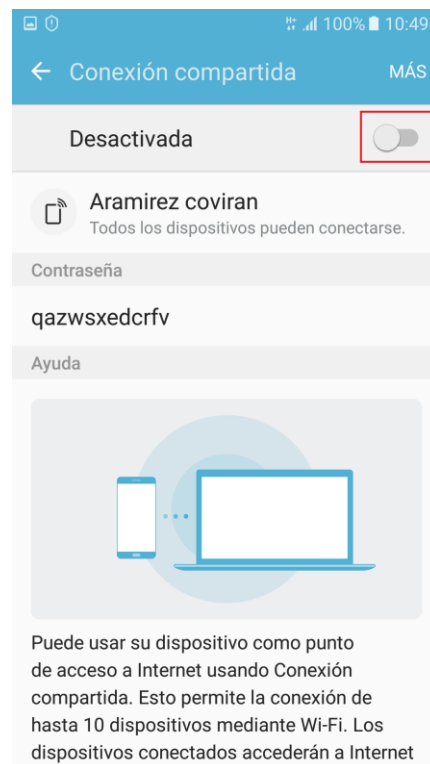 100% 10:49
Conexión compartida MÁS
Desactivada
Aramirez coviran
Todos los dispositivos pueden conectarse.
Contraseña
qazwsxedcrfv
Ayuda
Puede usar su dispositivo como punto
de acceso a Internet usando Conexión
compartida. Esto permite la conexión de
hasta 10 dispositivos mediante Wi-Fi. Los
dispositivos conectados accederán a Internet